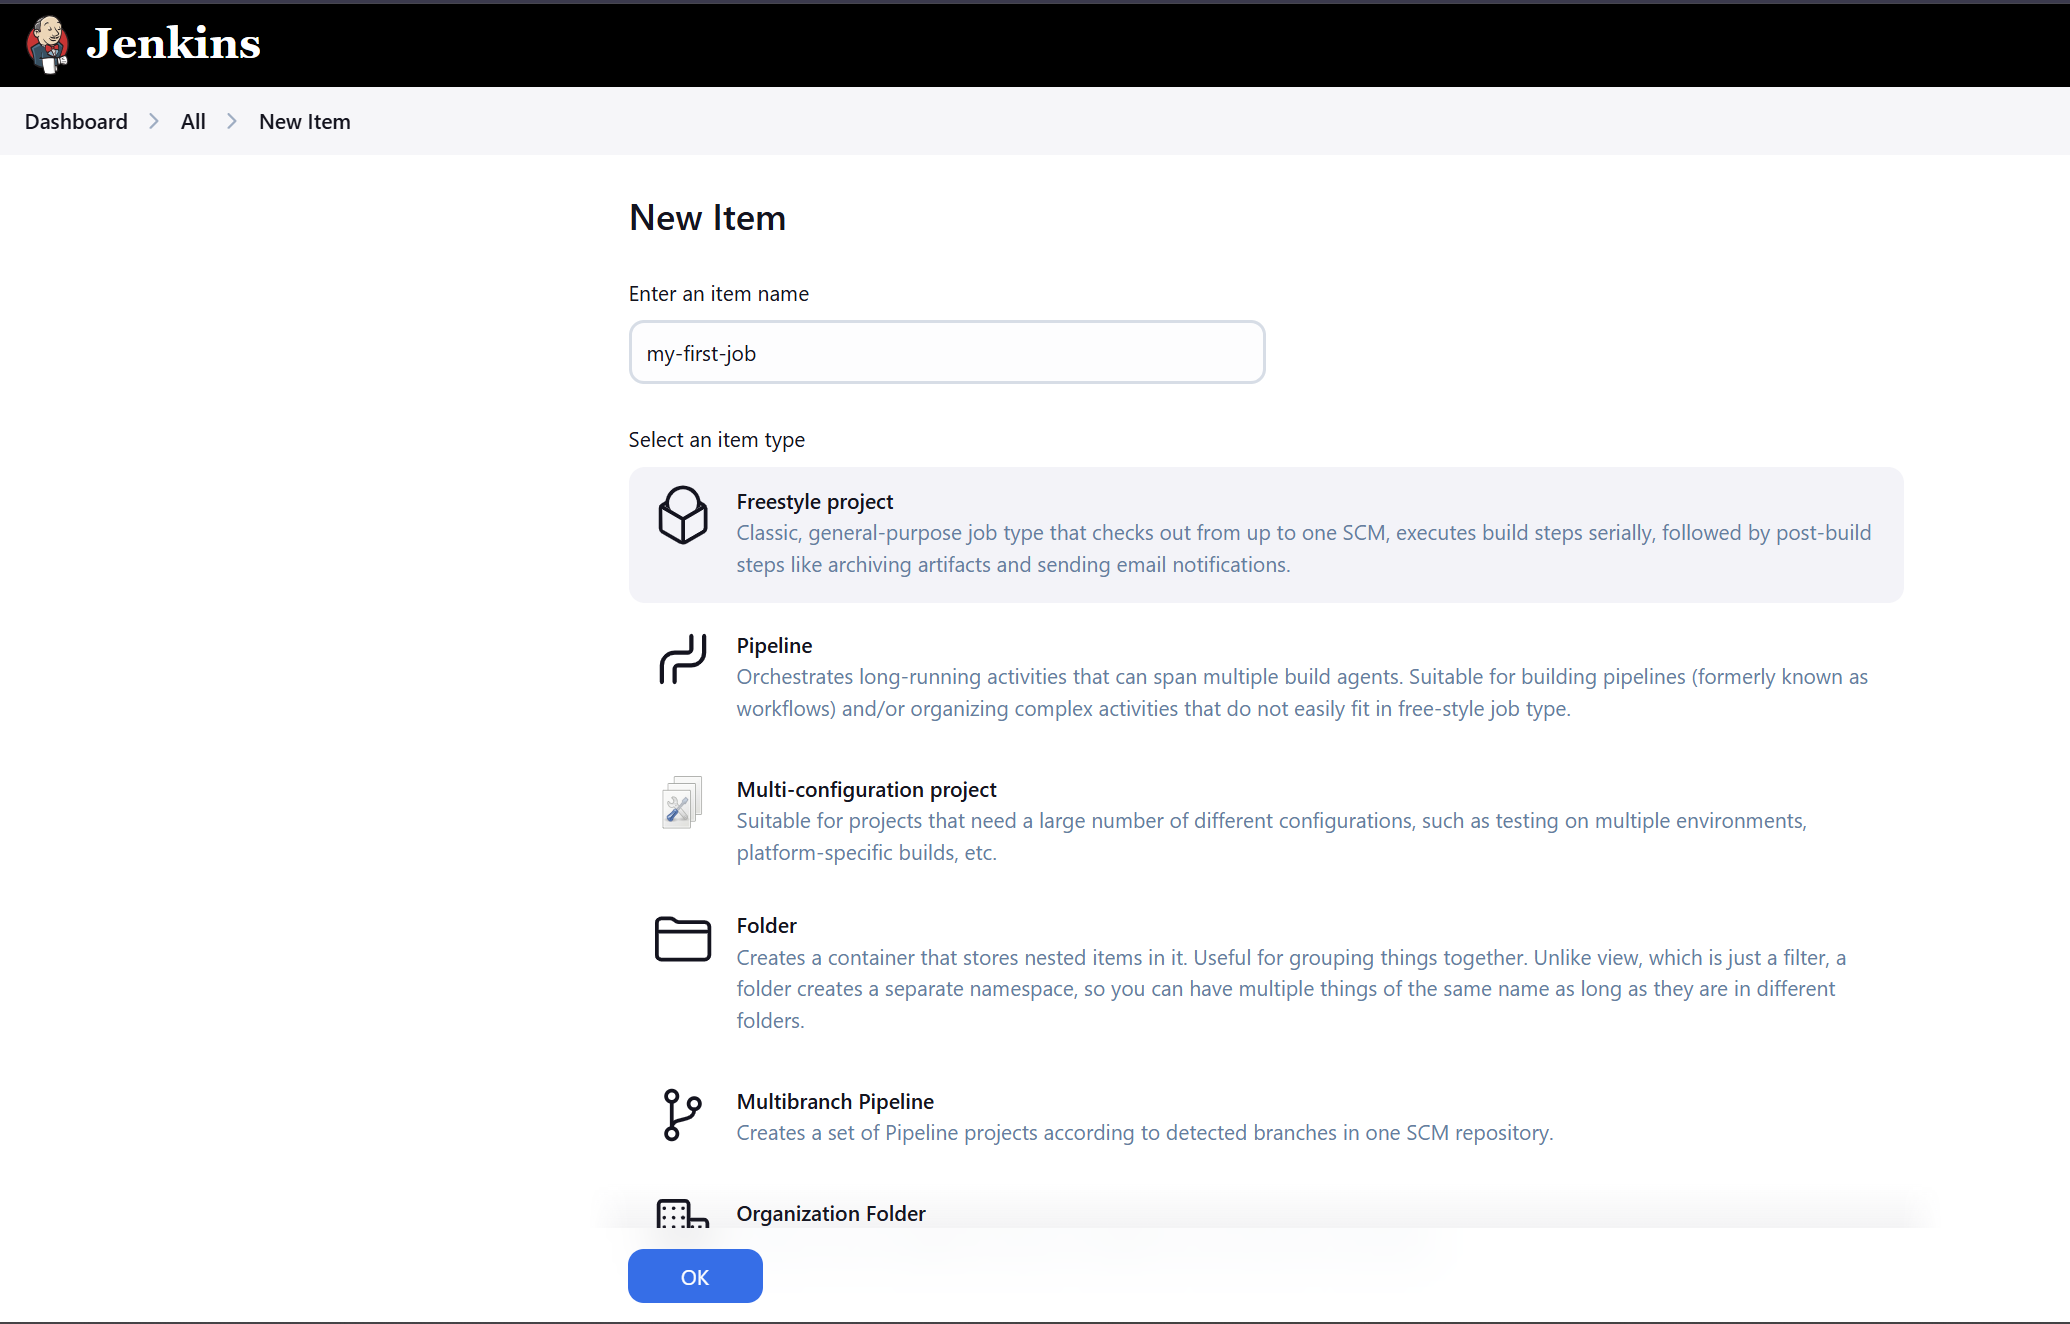 Jenkins
Dashboard
All
New Item
New Item
Enter an item name
my-first-job
Select an item type
Freestyle project
Classic, general-purpose job type that checks out from up to one SCM, executes build steps serially, followed by post-build
steps like archiving artifacts and sending email notifications.
Pipeline
Orchestrates long-running activities that can span multiple build agents. Suitable for building pipelines (formerly known as
workflows) and/or organizing complex activities that do not easily fit in free-style job type.
Multi-configuration project
Suitable for projects that need a large number of different configurations, such as testing on multiple environments,
platform-specific builds, etc.
Folder
Creates a container that stores nested items in it. Useful for grouping things together. Unlike view, which is just a filter, a
folder creates a separate namespace, so you can have multiple things of the same name as long as they are in different
folders.
Multibranch Pipeline
Creates a set of Pipeline projects according to detected branches in one SCM repository.
Organization Folder
OK